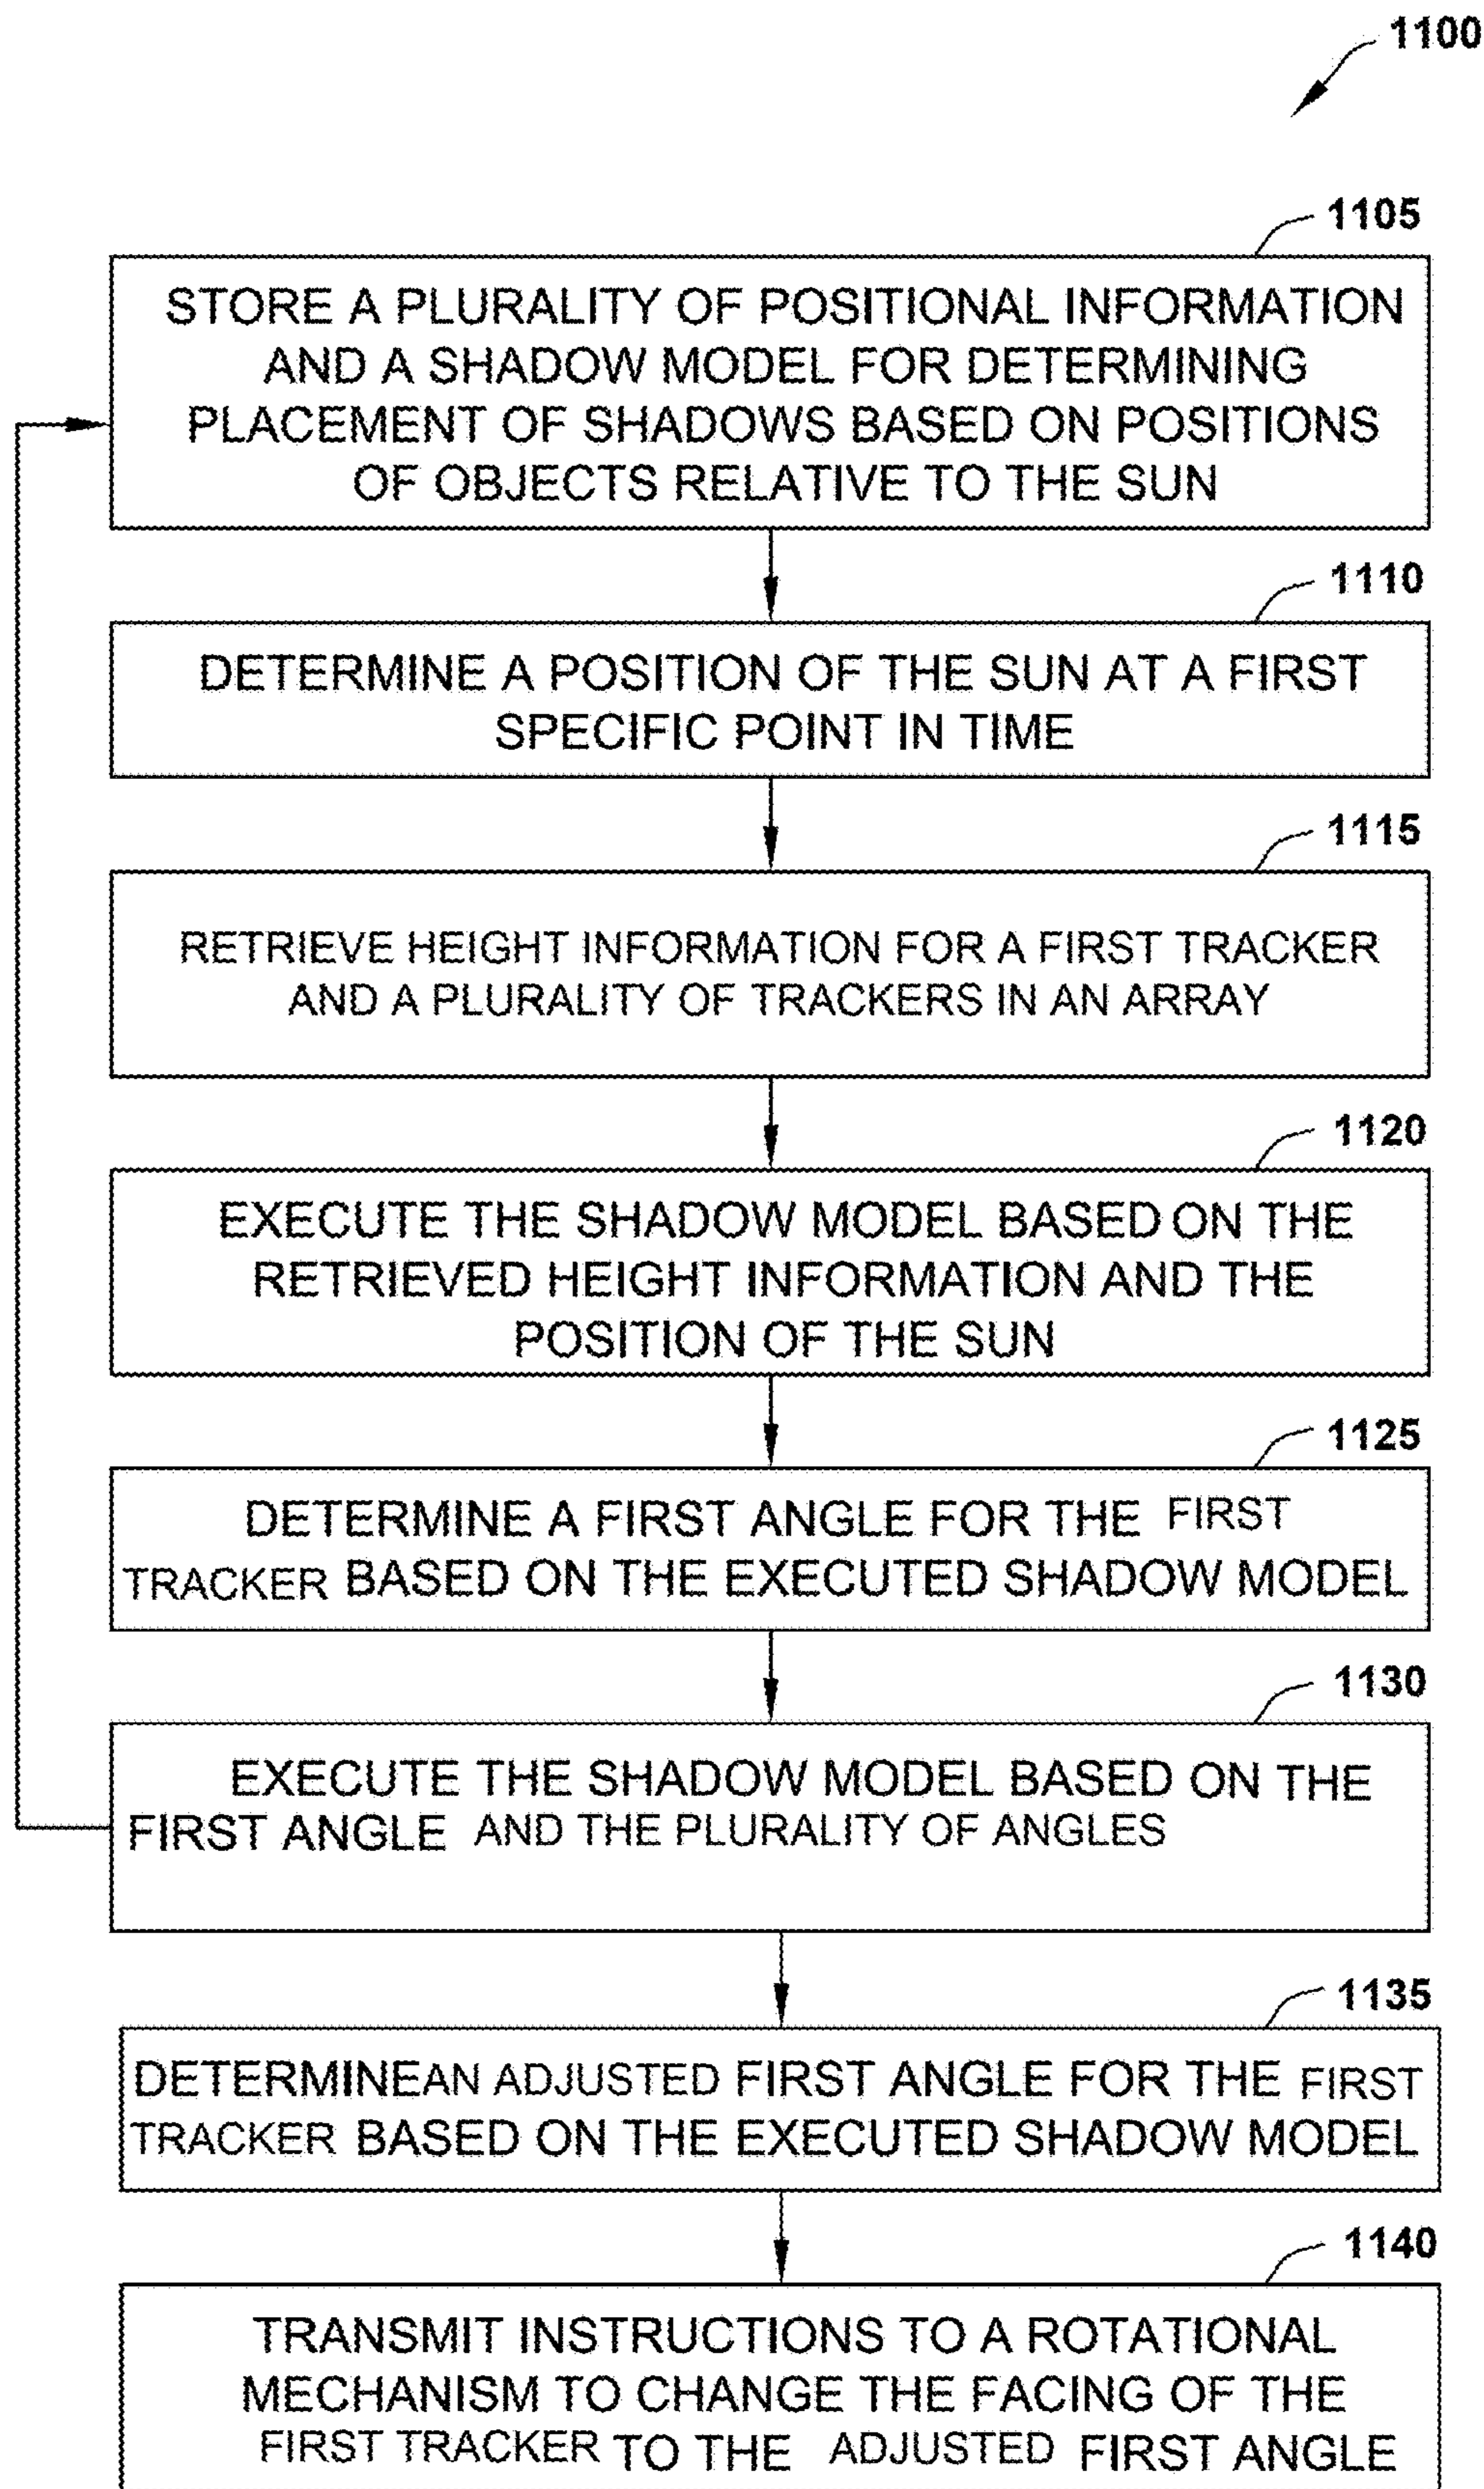 1100
1105
STORE A PLURALITY OF POSITIONAL INFORMATION
AND A SHADOW MODEL FOR DETERMINING
PLACEMENT OF SHADOWS BASED ON POSITIONS
OF OBJECTS RELATIVE TO THE SUN
1110
DETERMINE A POSITION OF THE SUN AT A FIRST
SPECIFIC POINT IN TIME
1115
RETRIEVE HEIGHT INFORMATION FOR A FIRST TRACKER
AND A PLURALITY OF TRACKERS IN AN ARRAY
1120
EXECUTE THE SHADOW MODEL BASED ON THE
RETRIEVED HEIGHT INFORMATION AND THE
POSITION OF THE SUN
1125
DETERMINE A FIRST ANGLE FOR THE FIRST
TRACKER BASED ON THE EXECUTED SHADOW MODEL
1130
EXECUTE THE SHADOW MODEL BASED ON THE
FIRST ANGLE AND THE PLURALITY OF ANGLES
1135
DETERMINEAN ADJUSTED FIRST ANGLE FOR THE FIRST
TRACKER BASED ON THE EXECUTED SHADOW MODEL
1140
TRANSMIT INSTRUCTIONS TO A ROTATIONAL
MECHANISM TO CHANGE THE FACING OF THE
FIRST TRACKER TO THE ADJUSTED FIRST ANGLE